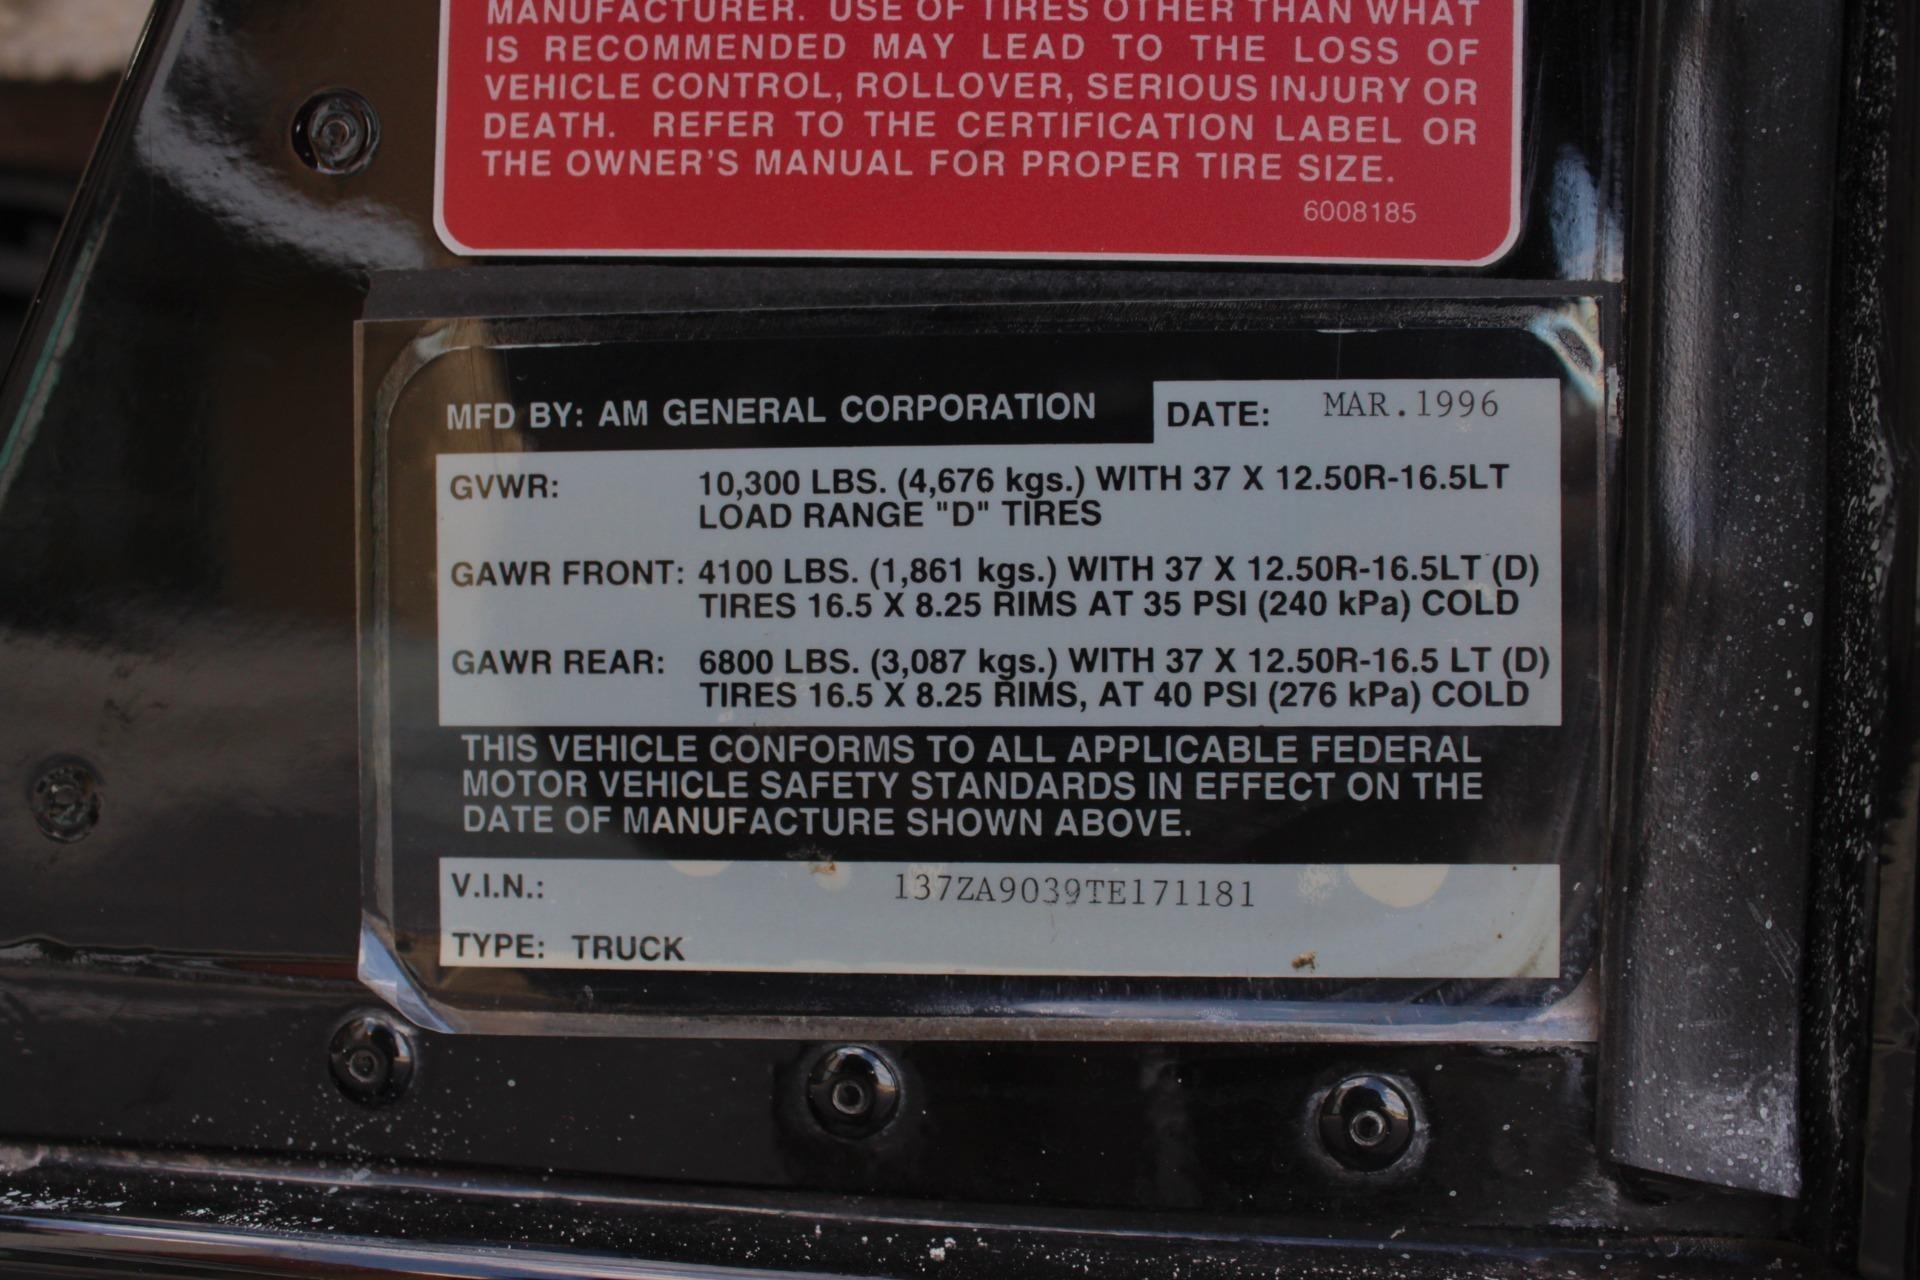 MANUFACTURER. USE OF TIRES OTHER THAN WHAT
IS RECOMMENDED MAY LEAD TO THE LOSS OF
VEHICLE CONTROL, ROLLOVER, SERIOUS INJURY OR
DEATH. REFER TO THE CERTIFICATION LABEL OR
THE OWNER'S MANUAL FOR PROPER TIRE SIZE.
6008185
MFD BY: AM GENERAL CORPORATION DATE: MAR.1996
GVWR: 10,300 LBS. (4,676 kgs.) WITH 37 X 12.50R-16.5LT
LOAD RANGE "D" TIRES
GAWR FRONT: 4100 LBS. (1,861 kgs.) WITH 37 X 12.50R-16.5LT (D)
TIRES 16.5 X 8.25 RIMS AT 35 PSI (240 kPa) COLD
GAWR REAR: 6800 LBS. (3,087 kgs.) WITH 37 X 12.50R-16.5 LT (D)
TIRES 16.5 X 8.25 RIMS, AT 40 PSI (276 kPa) COLD
THIS VEHICLE CONFORMS TO ALL APPLICABLE FEDERAL
MOTOR VEHICLE SAFETY STANDARDS IN EFFECT ON THE
DATE OF MANUFACTURE SHOWN ABOVE.
V.I.N.: 137ZA9039TE171181
TYPE: TRUCK